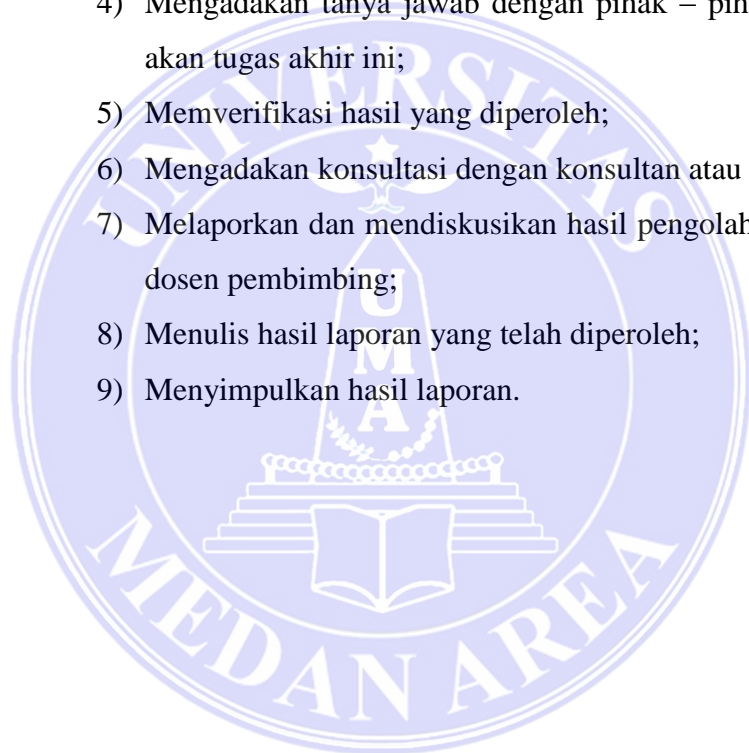 4) Mengadakan tanya jawab dengan pihak – pih
akan tugas akhir ini;
5) Memverifikasi hasil yang diperoleh;
6) Mengadakan konsultasi dengan konsultan atau
7) Melaporkan dan mendiskusikan hasil pengolah
dosen pembimbing;
8) Menulis hasil laporan yang telah diperoleh;
9) Menyimpulkan hasil laporan.
UNIVERSITAS
U
M
A
MEDAN AREA